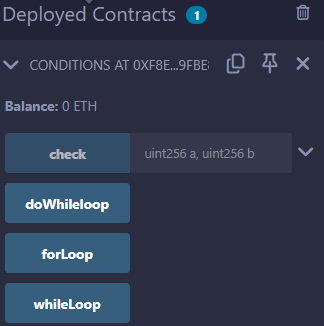 Deployed Contracts 1
CONDITIONS AT 0XF8E...9FBE
Balance: 0 ETH
check uint256 a, uint256 b
doWhileloop
forLoop
whileLoop